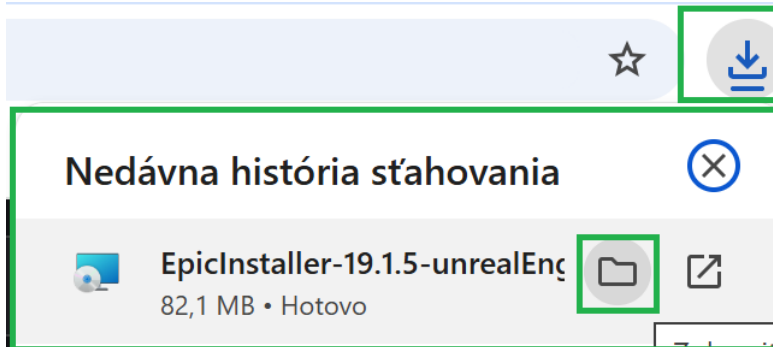 Nedávna história sťahovania
EpicInstaller-19.1.5-unrealEng
82,1 MB • Hotovo